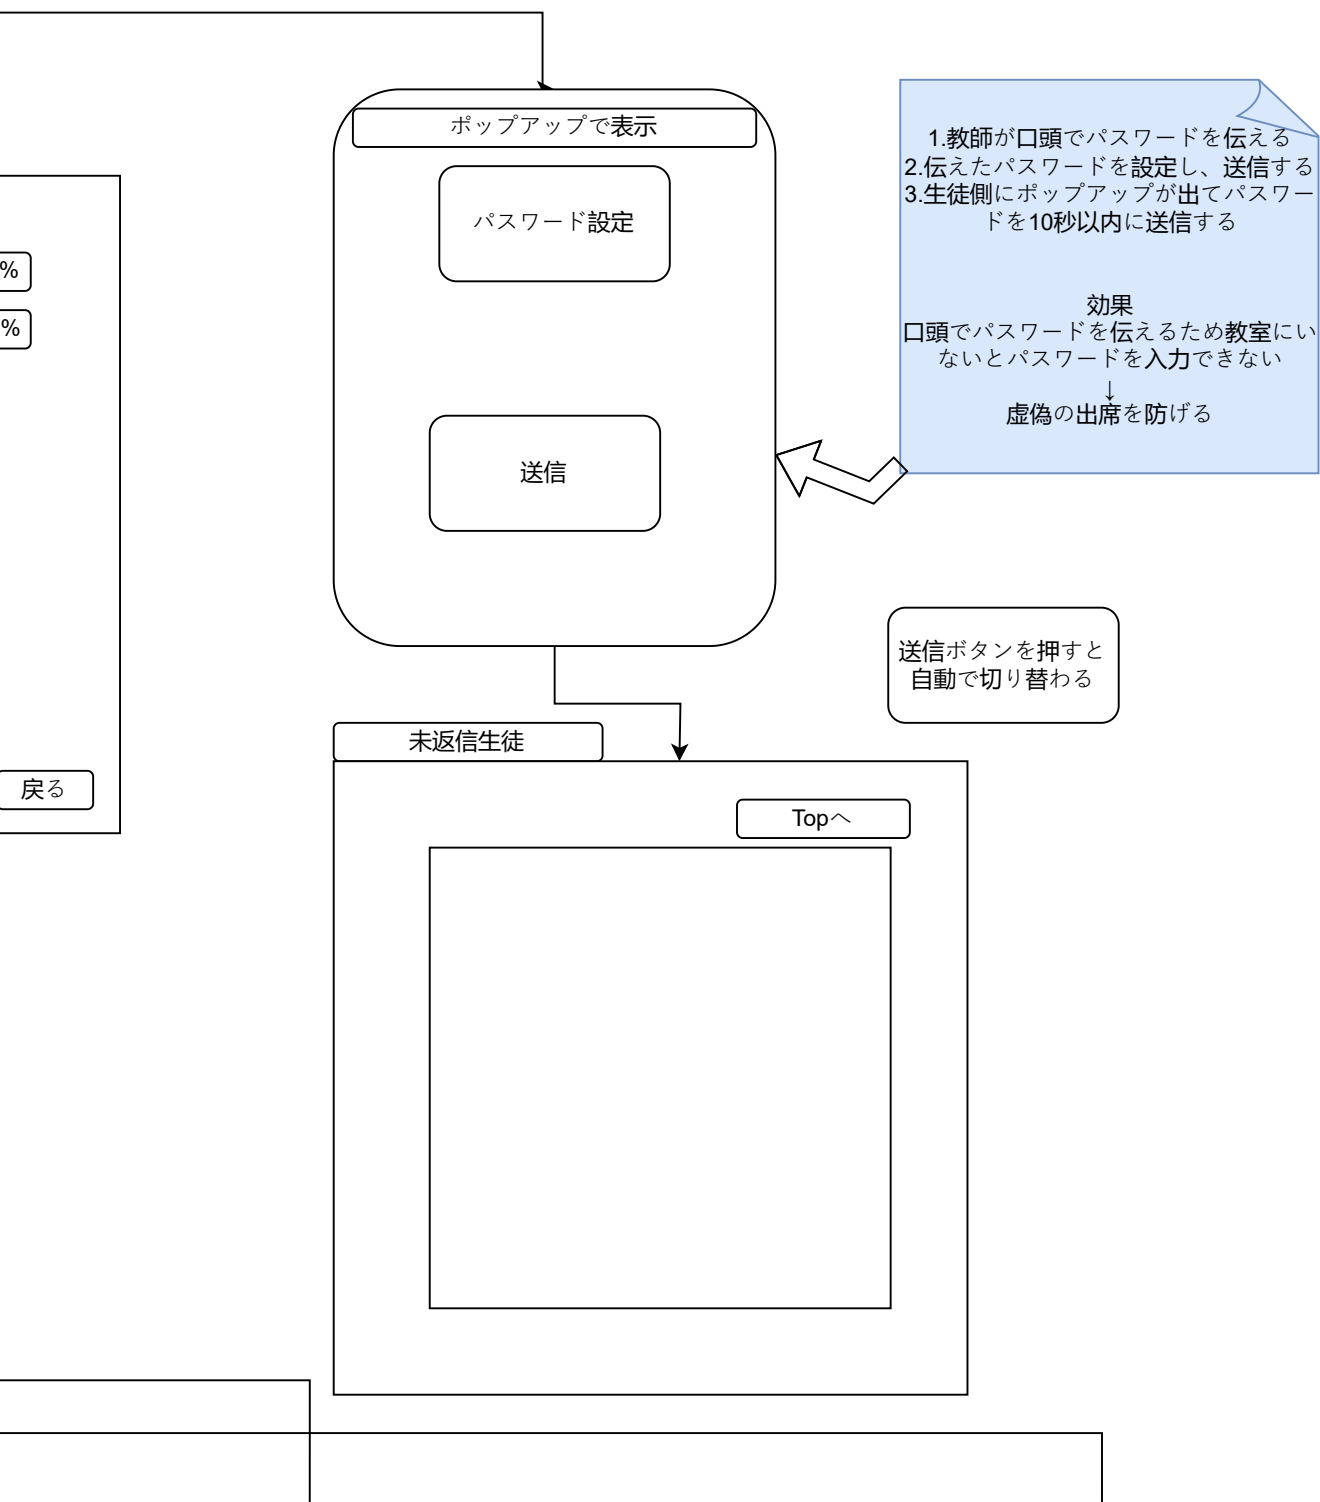 ポップアップで表示
パスワード設定
送信
1.教師が口頭でパスワードを伝える
2.伝えたパスワードを設定し、送信する
3.生徒側にポップアップが出てパスワー
ドを10秒以内に送信する
効果
口頭でパスワードを伝えるため教室にい
ないとパスワードを入力できない
↓
虚偽の出席を防げる
%
%
戻る
送信ボタンを押すと
自動で切り替わる
未返信生徒
Topへ